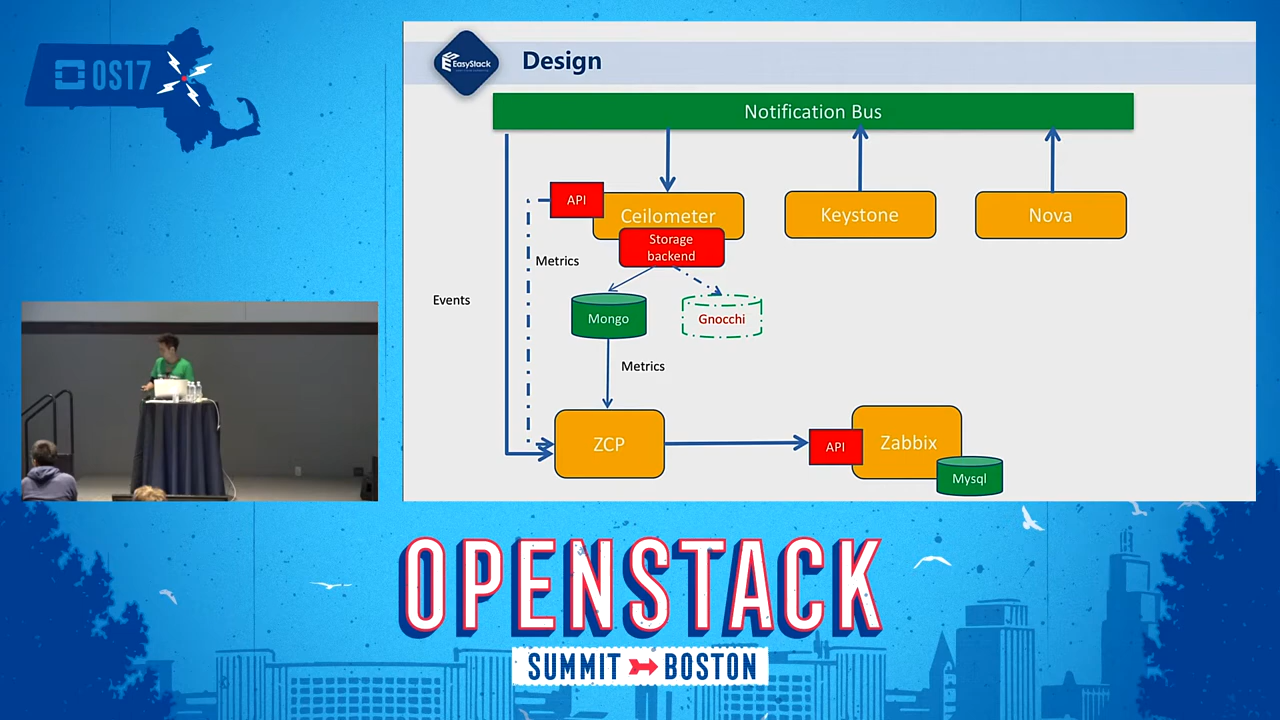 OS17
EasyStack
Design
Notification Bus
API
Ceilometer
Keystone
Nova
Storage
backend
Metrics
Events
Mongo
Gnocchi
Metrics
ZCP
API
Zabbix
Mysql
OPENSTACK
SUMMIT BOSTON